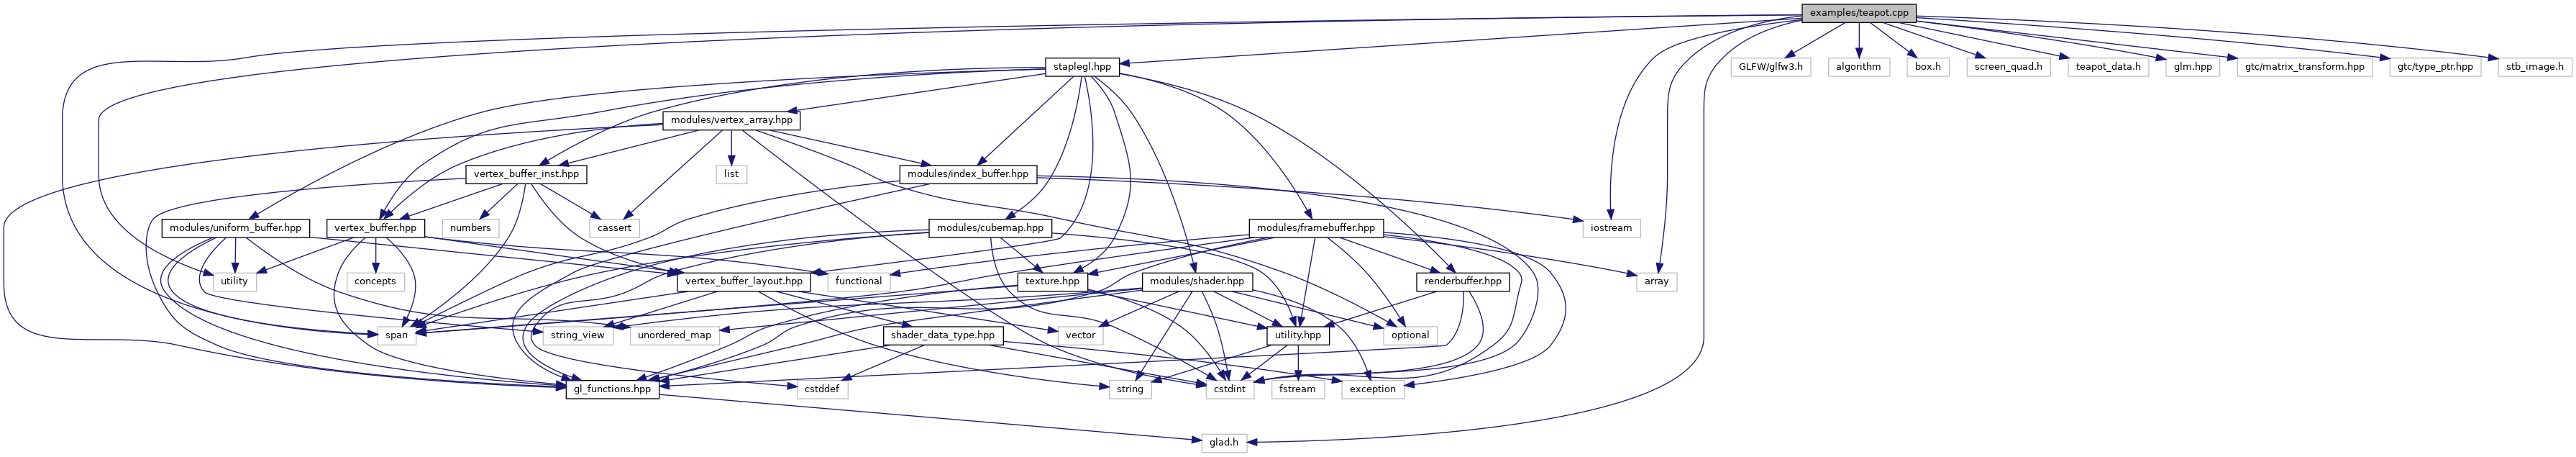 examples/teapot.cpp
staplegl.hpp
GLFW/glfw3.h
algorithm
box.h
screen_quad.h
teapot_data.h
glm.hpp
gtc/matrix_transform.hpp
gtc/type_ptr.hpp
stb_image.h
modules/vertex_array.hpp
vertex_buffer_inst.hpp
list
modules/index_buffer.hpp
modules/uniform_buffer.hpp
vertex_buffer.hpp
numbers
cassert
modules/cubemap.hpp
modules/framebuffer.hpp
iostream
utility
concepts
vertex_buffer_layout.hpp
functional
texture.hpp
modules/shader.hpp
renderbuffer.hpp
array
span
string_view
unordered_map
shader_data_type.hpp
vector
utility.hpp
optional
gl_functions.hpp
cstddef
string
cstdint
fstream
exception
glad.h